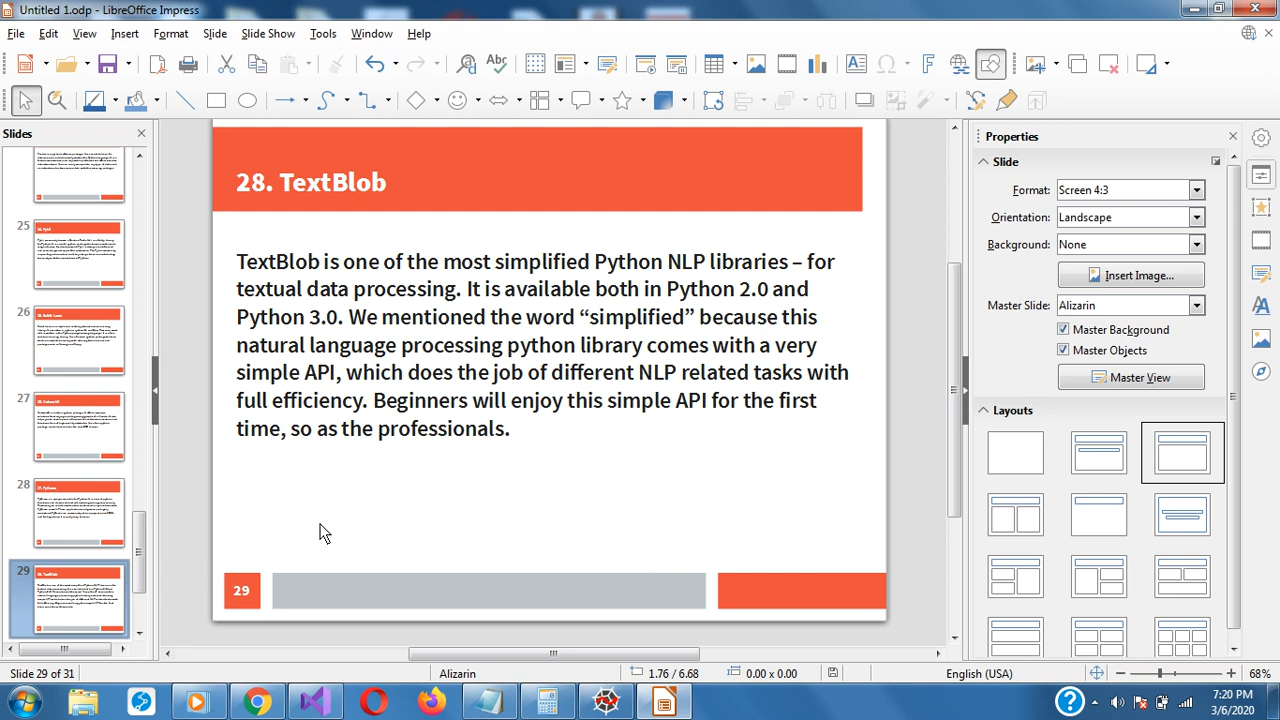 Untitled 1.odp - LibreOffice Impress
File Edit View Insert Format Slide Slide Show Tools Window Help
Slides
25
26
27
28
29
28. TextBlob
TextBlob is one of the most simplified Python NLP libraries – for
textual data processing. It is available both in Python 2.0 and
Python 3.0. We mentioned the word “simplified” because this
natural language processing python library comes with a very
simple API, which does the job of different NLP related tasks with
full efficiency. Beginners will enjoy this simple API for the first
time, so as the professionals.
29
Properties
Slide
Format: Screen 4:3
Orientation: Landscape
Background: None
Insert Image...
Master Slide: Alizarin
Master Background
Master Objects
Master View
Layouts
Slide 29 of 31
Alizarin
1.76 / 6.68
0.00 x 0.00
English (USA)
68%
7:20 PM
3/6/2020